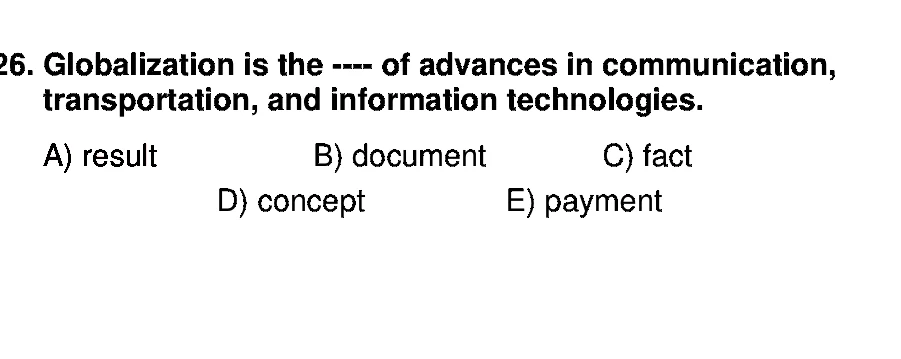 26. Globalization is the ---- of advances in communication,
transportation, and information technologies.
A) result B) document C) fact
D) concept E) payment